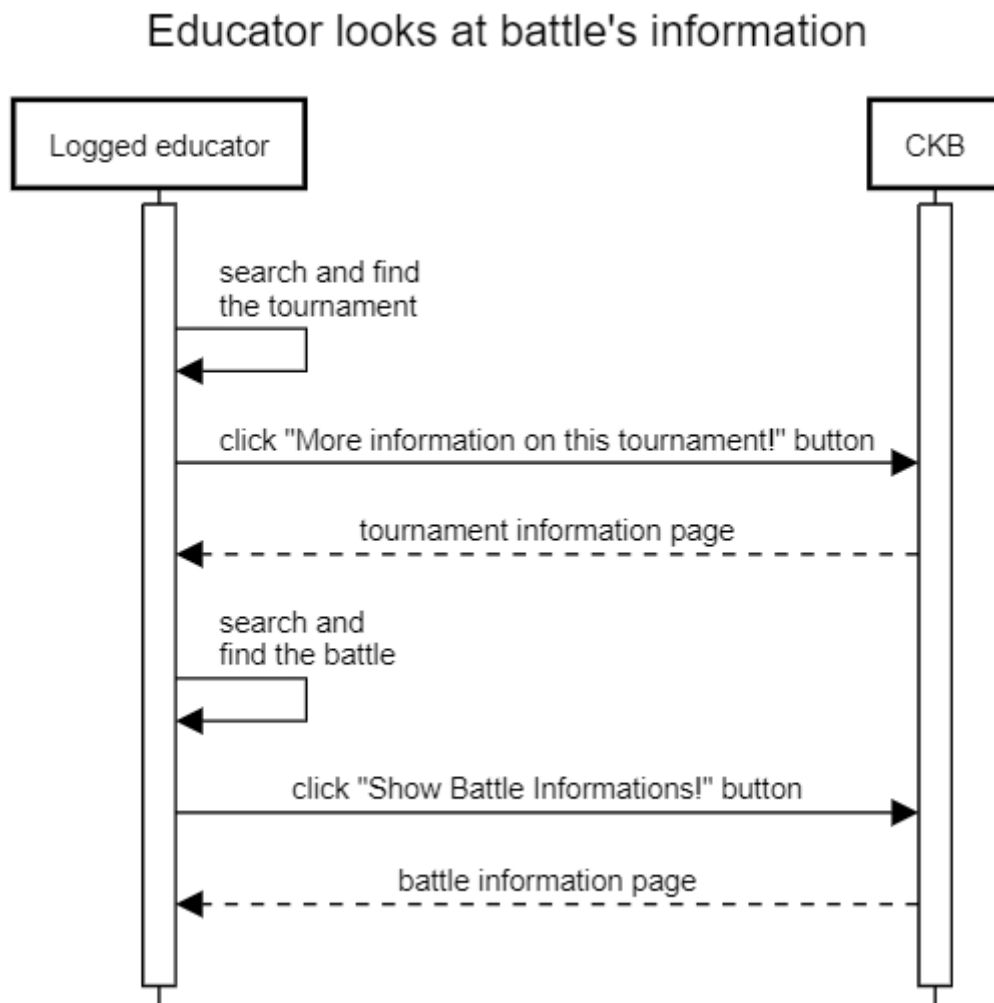 Educator looks at battle's information
Logged educator
CKB
search and find
the tournament
click "More information on this tournament!" button
tournament information page
search and
find the battle
click "Show Battle Informations!" button
battle information page